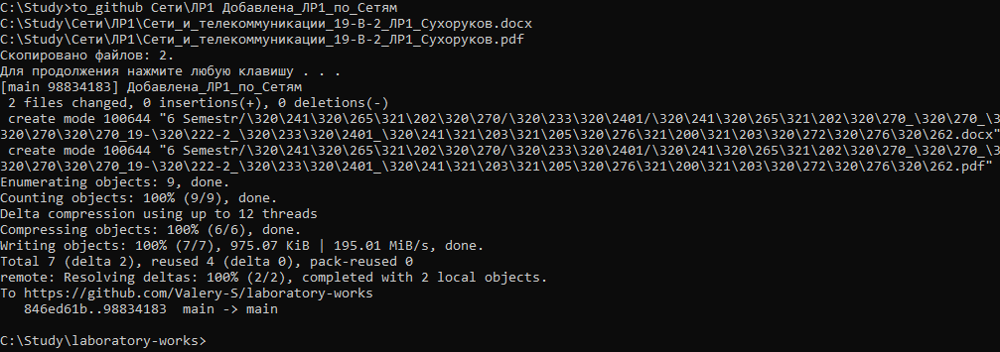 C:\Study>to_github Сети\ЛР1 Добавлена_ЛР1_по_Сетям
C:\Study\Сети\ЛР1\Сети_и_телекоммуникации_19-В-2_ЛР1_Сухоруков.docx
C:\Study\Сети\ЛР1\Сети_и_телекоммуникации_19-В-2_ЛР1_Сухоруков.pdf
Скопировано файлов: 2.
Для продолжения нажмите любую клавишу . . .
[main 98834183] Добавлена_ЛР1_по_Сетям
 2 files changed, 0 insertions(+), 0 deletions(-)
 create mode 100644 "6 Semestr/\320\241\320\265\321\202\320\270/\320\233\320\2401/\320\241\320\265\321\202\320\270_\320\270_\3
320\270\320\270_19-\320\222-2_\320\233\320\2401_\320\241\321\203\321\205\320\276\321\200\321\203\320\272\320\276\320\262.docx"
 create mode 100644 "6 Semestr/\320\241\320\265\321\202\320\270/\320\233\320\2401/\320\241\320\265\321\202\320\270_\320\270_\3
320\270\320\270_19-\320\222-2_\320\233\320\2401_\320\241\321\203\321\205\320\276\321\200\321\203\320\272\320\276\320\262.pdf"
Enumerating objects: 9, done.
Counting objects: 100% (9/9), done.
Delta compression using up to 12 threads
Compressing objects: 100% (6/6), done.
Writing objects: 100% (7/7), 975.07 KiB | 195.01 MiB/s, done.
Total 7 (delta 2), reused 4 (delta 0), pack-reused 0
remote: Resolving deltas: 100% (2/2), completed with 2 local objects.
To https://github.com/Valery-S/laboratory-works
   846ed61b..98834183  main -> main
C:\Study\laboratory-works>